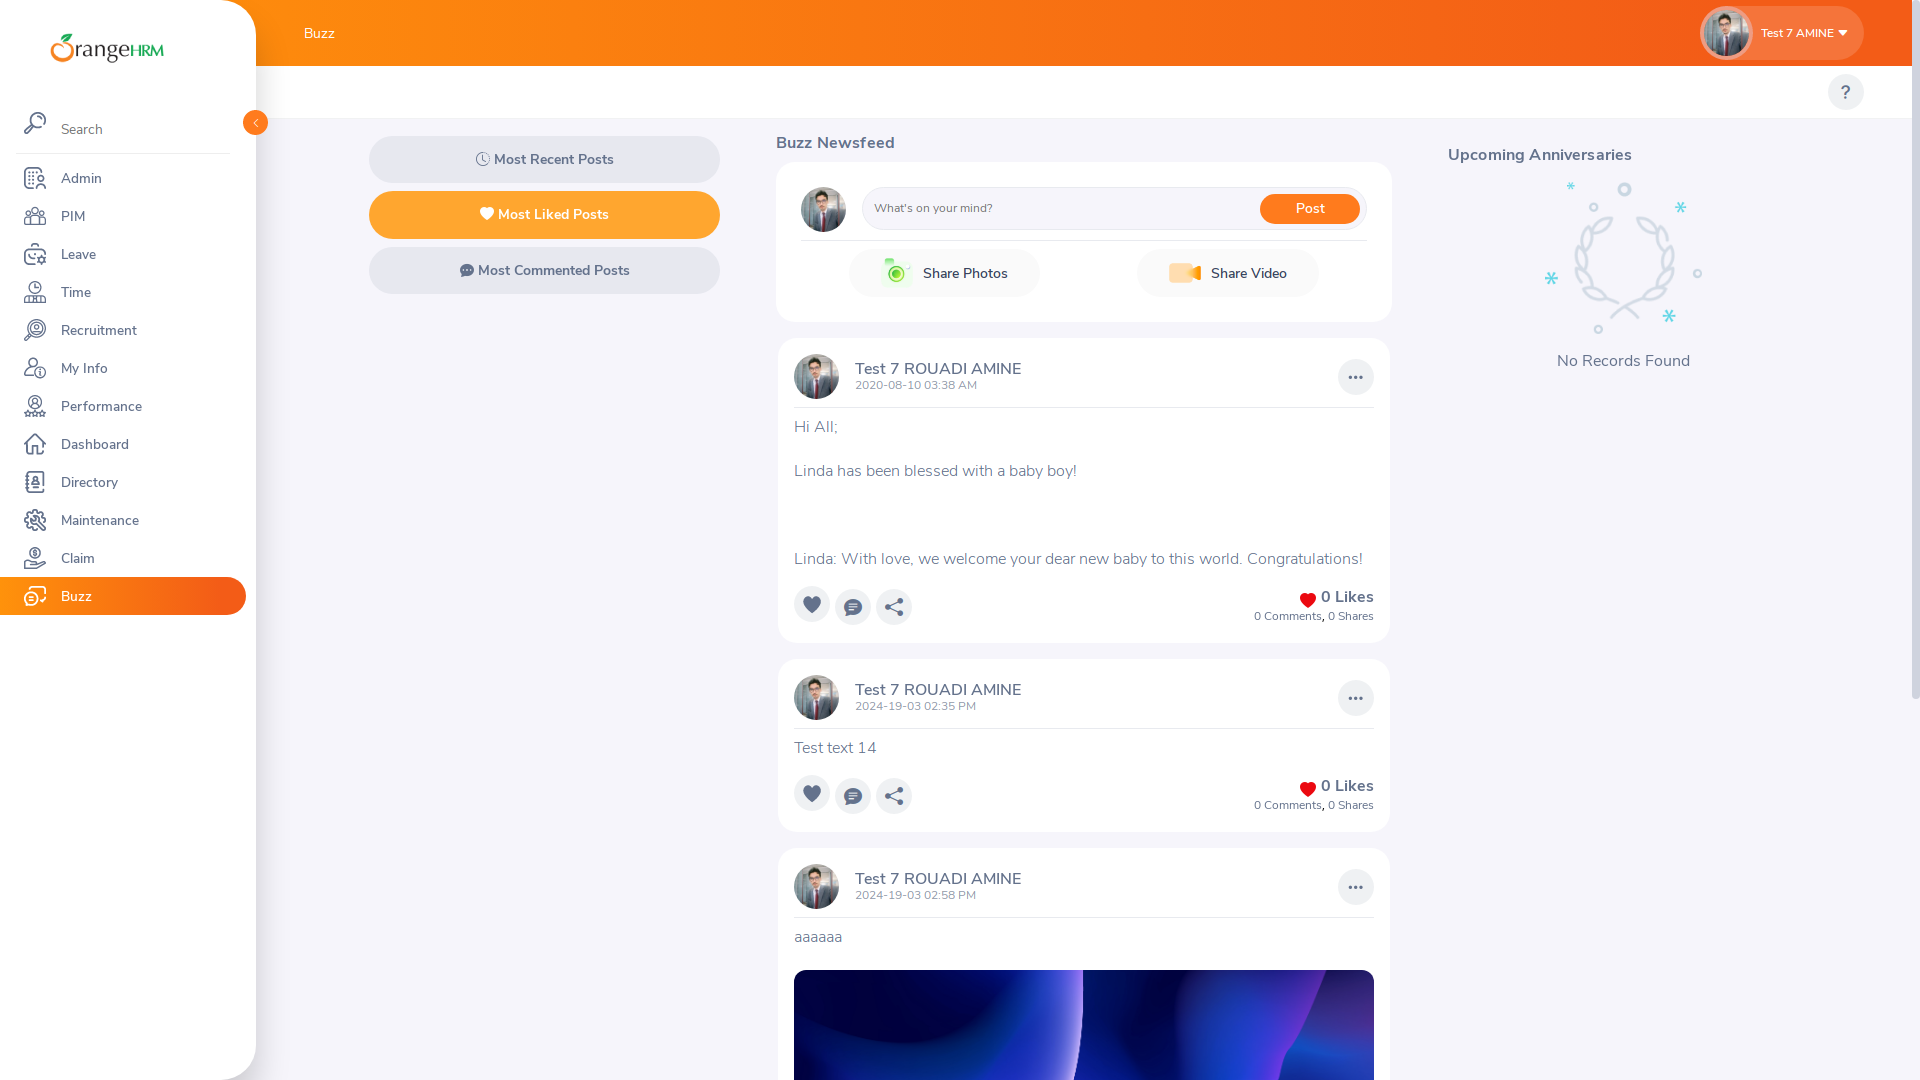 OrangeHRM
Buzz
Test 7 AMINE
?
Search
Admin
PIM
Leave
Time
Recruitment
My Info
Performance
Dashboard
Directory
Maintenance
Claim
Buzz
Most Recent Posts
Most Liked Posts
Most Commented Posts
Buzz Newsfeed
What's on your mind?
Post
Share Photos
Share Video
Test 7 ROUADI AMINE
2020-08-10 03:38 AM
Hi All;
Linda has been blessed with a baby boy!
Linda: With love, we welcome your dear new baby to this world. Congratulations!
0 Likes
0 Comments, 0 Shares
Test 7 ROUADI AMINE
2024-19-03 02:35 PM
Test text 14
0 Likes
0 Comments, 0 Shares
Test 7 ROUADI AMINE
2024-19-03 02:58 PM
aaaaaa
Upcoming Anniversaries
No Records Found